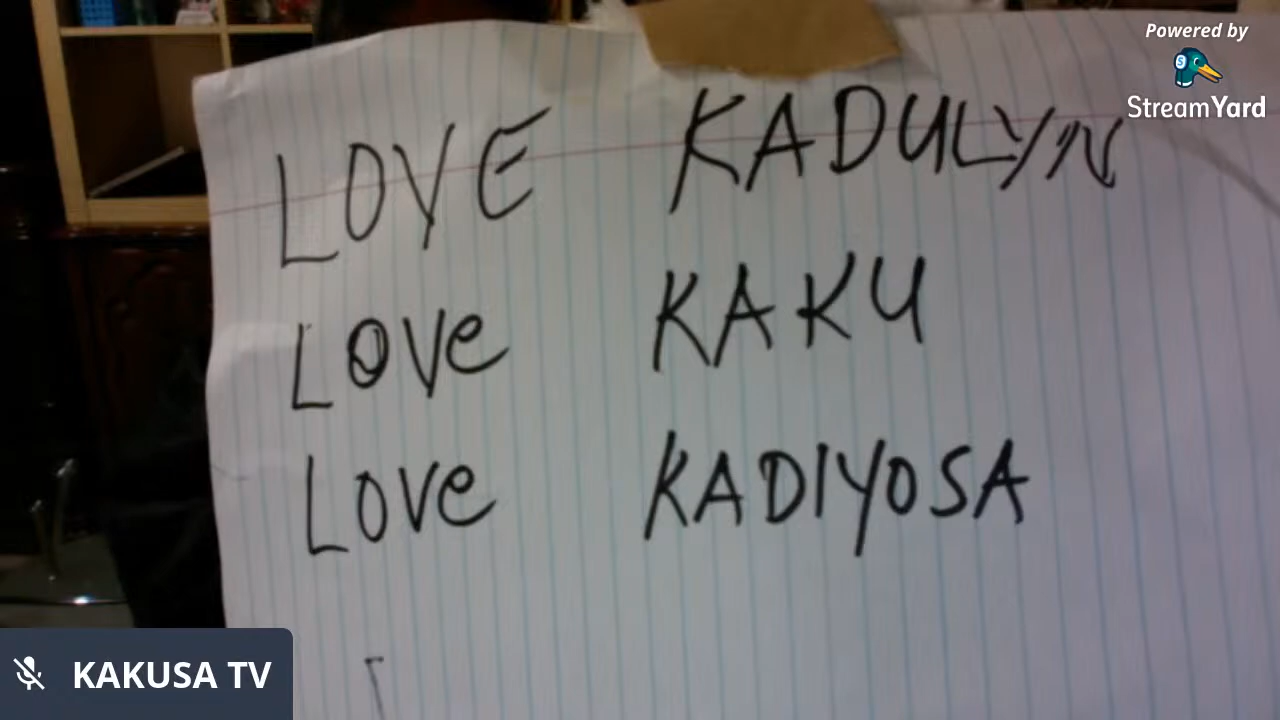 Powered by
StreamYard
LOVE KADULYN
LOVe KAKU
LOVe KADIYOSA
KAKUSA TV